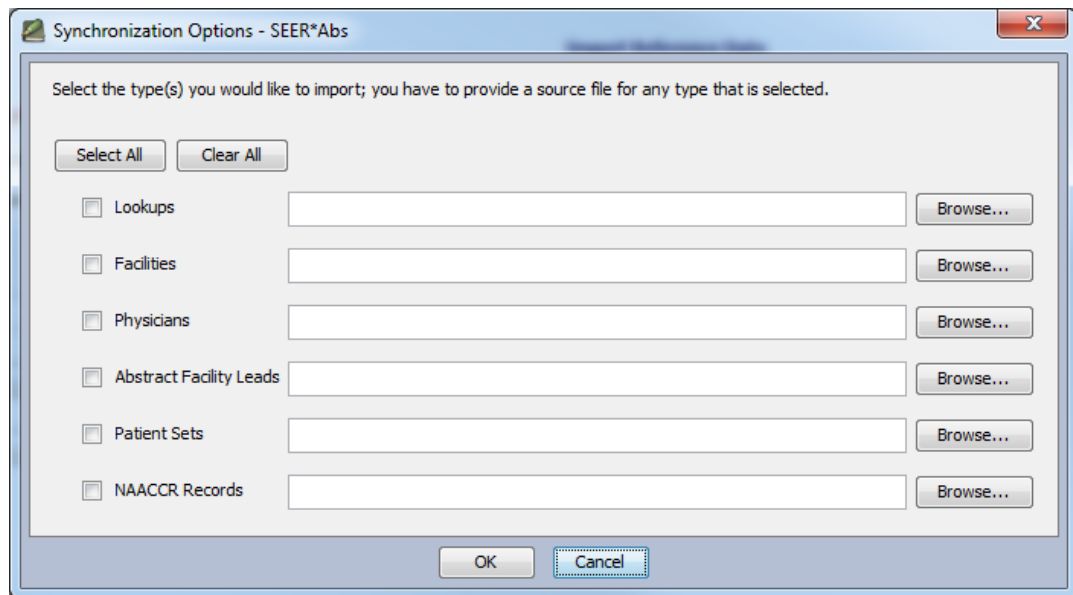 Synchronization Options - SEER*Abs
Select the type(s) you would like to import; you have to provide a source file for any type that is selected.
Select All Clear All
Lookups Browse...
Facilities Browse...
Physicians Browse...
Abstract Facility Leads Browse...
Patient Sets Browse...
NAACCR Records Browse...
OK Cancel